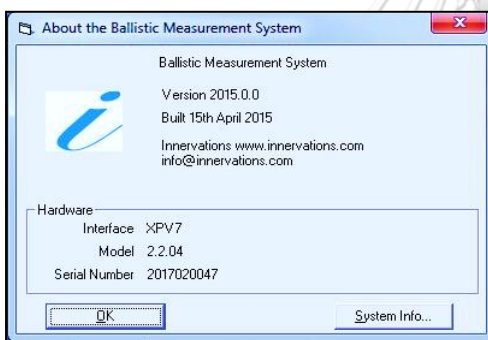 About the Ballistic Measurement System
Ballistic Measurement System
Version 2015.0.0
Built 15th April 2015
Innervations www.innervations.com
info@innervations.com
Hardware
Interface XPV7
Model 2.2.04
Serial Number 2017020047
OK
System Info...